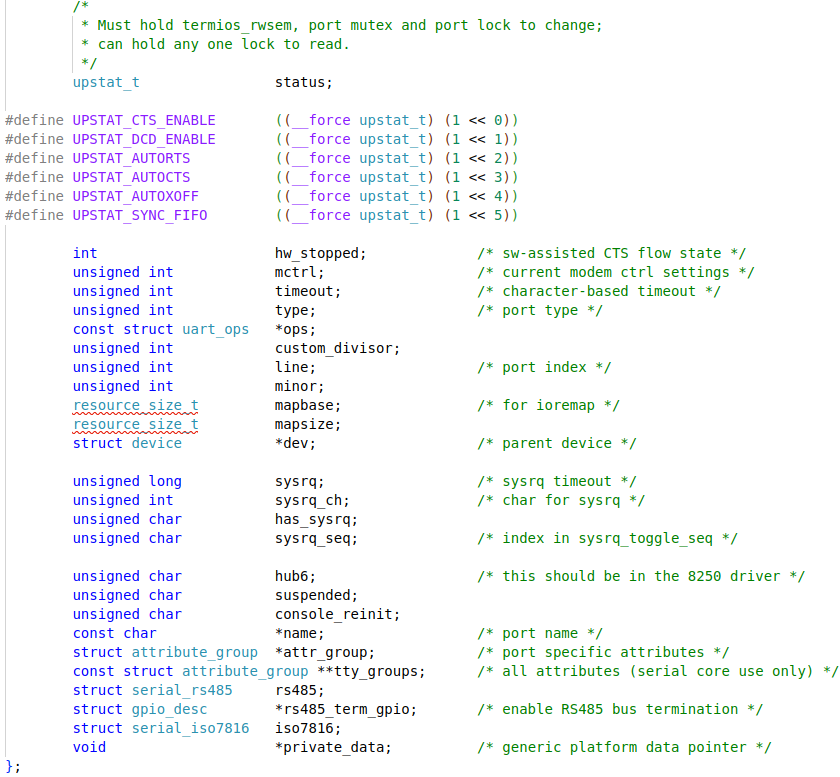 /*
 * Must hold termios_rwsem, port mutex and port lock to change;
 * can hold any one lock to read.
 */
upstat_t status;
#define UPSTAT_CTS_ENABLE ((__force upstat_t) (1 << 0))
#define UPSTAT_DCD_ENABLE ((__force upstat_t) (1 << 1))
#define UPSTAT_AUTORTS ((__force upstat_t) (1 << 2))
#define UPSTAT_AUTOCTS ((__force upstat_t) (1 << 3))
#define UPSTAT_AUTOXOFF ((__force upstat_t) (1 << 4))
#define UPSTAT_SYNC_FIFO ((__force upstat_t) (1 << 5))
int hw_stopped; /* sw-assisted CTS flow state */
unsigned int mctrl; /* current modem ctrl settings */
unsigned int timeout; /* character-based timeout */
unsigned int type; /* port type */
const struct uart_ops *ops;
unsigned int custom_divisor;
unsigned int line; /* port index */
unsigned int minor;
resource_size_t mapbase; /* for ioremap */
resource_size_t mapsize;
struct device *dev; /* parent device */
unsigned long sysrq; /* sysrq timeout */
unsigned int sysrq_ch; /* char for sysrq */
unsigned char has_sysrq;
unsigned char sysrq_seq; /* index in sysrq_toggle_seq */
unsigned char hub6; /* this should be in the 8250 driver */
unsigned char suspended;
unsigned char console_reinit;
const char *name; /* port name */
struct attribute_group *attr_group; /* port specific attributes */
const struct attribute_group **tty_groups; /* all attributes (serial core use only) */
struct serial_rs485 rs485;
struct gpio_desc *rs485_term_gpio; /* enable RS485 bus termination */
struct serial_iso7816 iso7816;
void *private_data; /* generic platform data pointer */
};